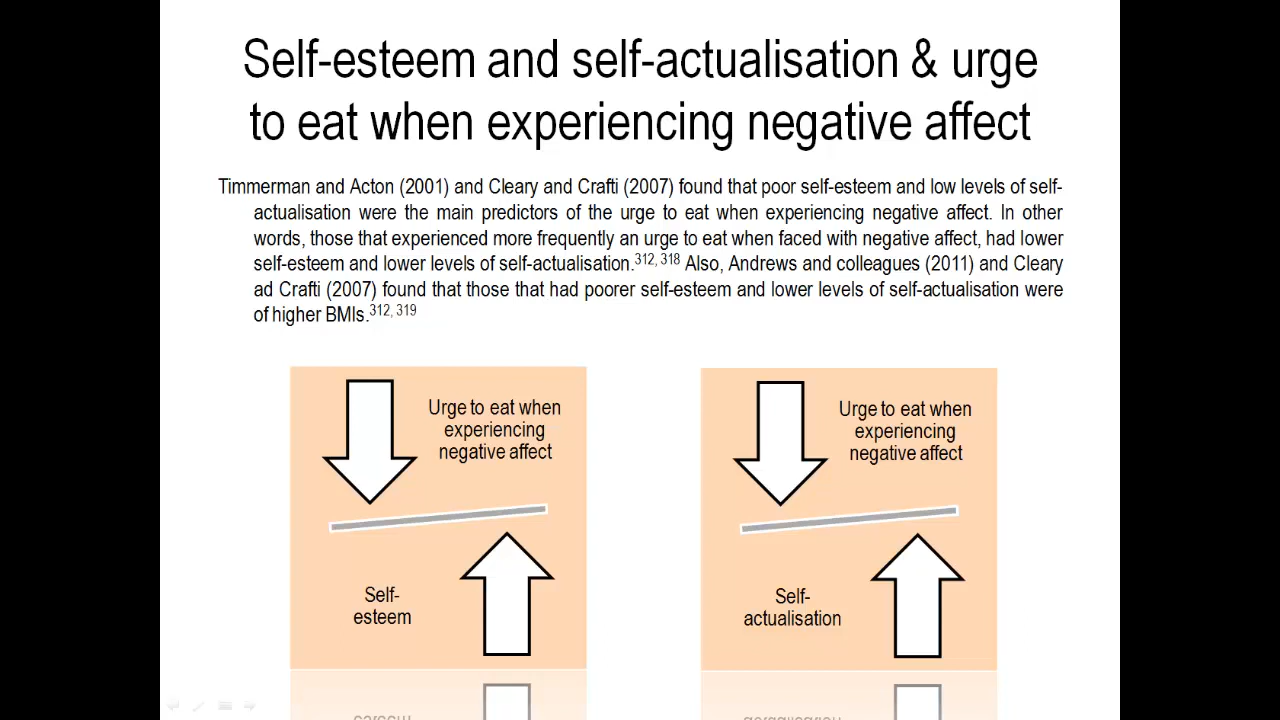 Self-esteem and self-actualisation & urge
to eat when experiencing negative affect
Timmerman and Acton (2001) and Cleary and Crafti (2007) found that poor self-esteem and low levels of self-
actualisation were the main predictors of the urge to eat when experiencing negative affect. In other
words, those that experienced more frequently an urge to eat when faced with negative affect, had lower
self-esteem and lower levels of self-actualisation.312, 318 Also, Andrews and colleagues (2011) and Cleary
ad Crafti (2007) found that those that had poorer self-esteem and lower levels of self-actualisation were
of higher BMIs.312, 319
Urge to eat when
experiencing
negative affect
Self-
esteem
Urge to eat when
experiencing
negative affect
Self-
actualisation